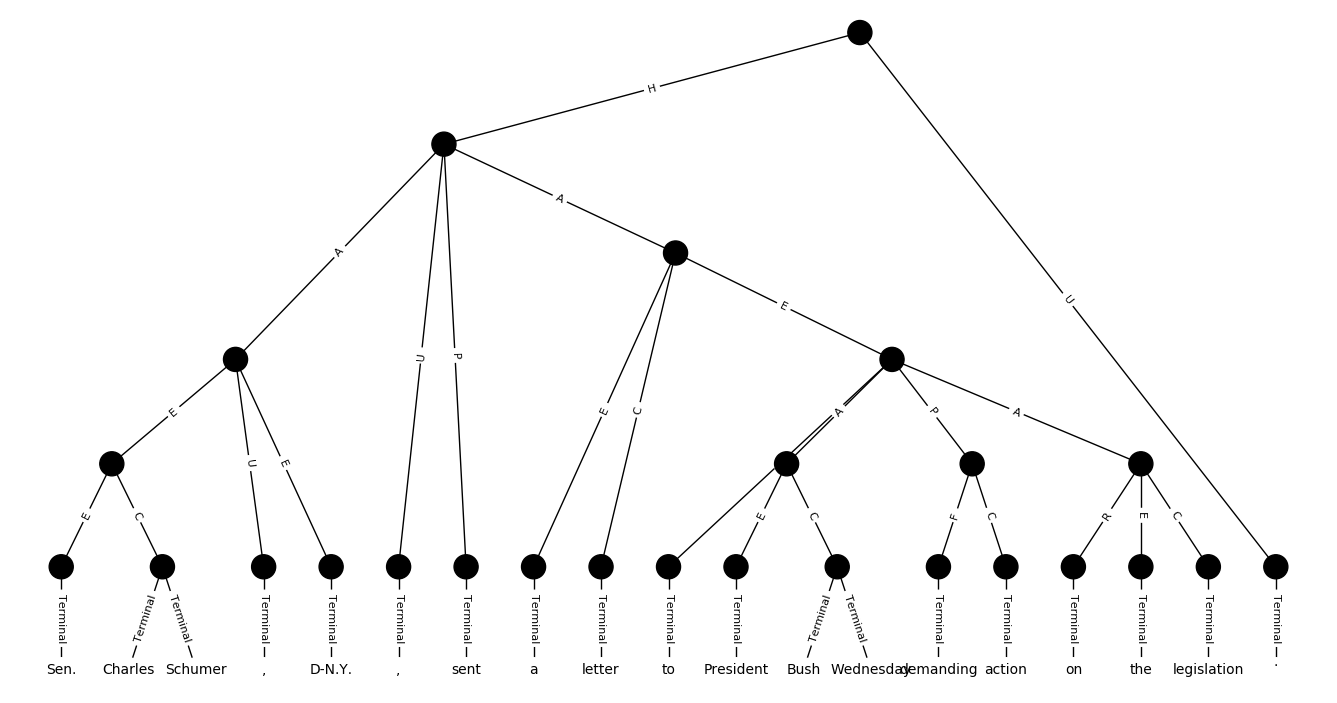 H
A
A
U
A
U
P
E
E
U
E
E
C
A
P
A
E
C
E
C
F
C
R
E
C
Terminal Terminal Terminal Terminal Terminal Terminal Terminal Terminal Terminal Terminal Terminal Terminal Terminal Terminal Terminal Terminal Terminal Terminal Terminal
Sen. Charles Schumer , D-N.Y. , sent a letter to President Bush Wednesday demanding action on the legislation .